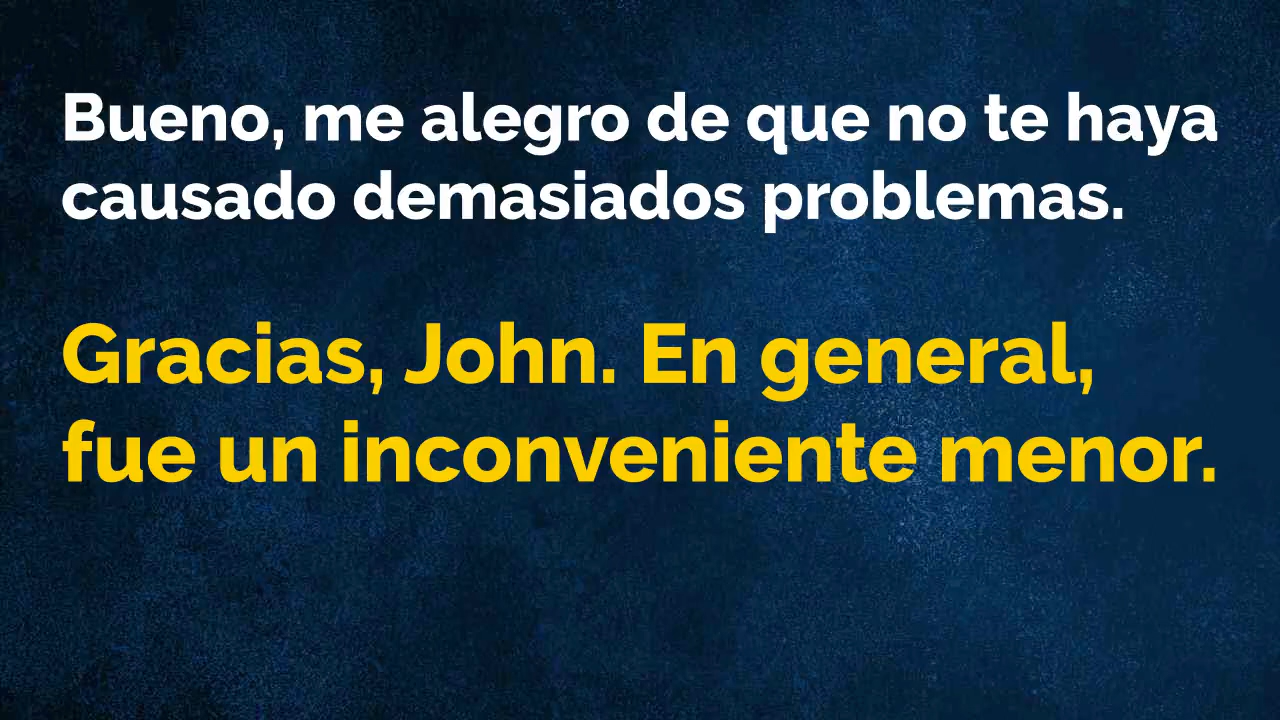 Bueno, me alegro de que no te haya
causado demasiados problemas.
Gracias, John. En general,
fue un inconveniente menor.